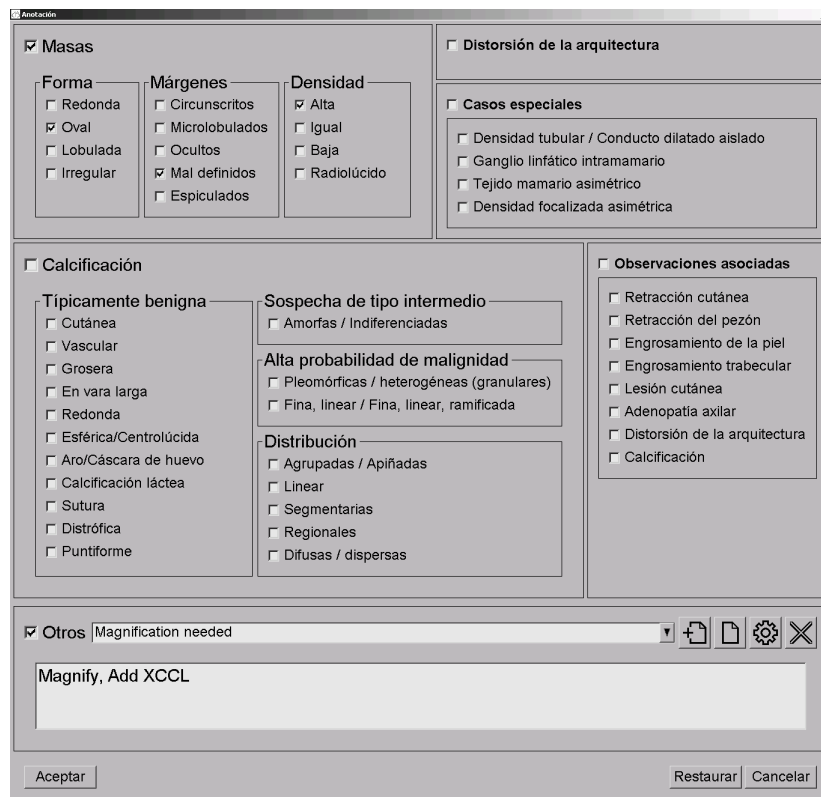 Anotación
Masas
Forma
Redonda
Oval
Lobulada
Irregular
Márgenes
Circunscritos
Microlobulados
Ocultos
Mal definidos
Espiculados
Densidad
Alta
Igual
Baja
Radiolúcido
Distorsión de la arquitectura
Casos especiales
Densidad tubular / Conducto dilatado aislado
Ganglio linfático intramamario
Tejido mamario asimétrico
Densidad focalizada asimétrica
Calcificación
Típicamente benigna
Cutánea
Vascular
Grosera
En vara larga
Redonda
Esférica/Centrolúcida
Aro/Cáscara de huevo
Calcificación láctea
Sutura
Distrófica
Puntiforme
Sospecha de tipo intermedio
Amorfas / Indiferenciadas
Alta probabilidad de malignidad
Pleomórficas / heterogéneas (granulares)
Fina, linear / Fina, linear, ramificada
Distribución
Agrupadas / Apiñadas
Linear
Segmentarias
Regionales
Difusas / dispersas
Observaciones asociadas
Retracción cutánea
Retracción del pezón
Engrosamiento de la piel
Engrosamiento trabecular
Lesión cutánea
Adenopatía axilar
Distorsión de la arquitectura
Calcificación
Otros Magnification needed
Magnify, Add XCCL
Aceptar Restaurar Cancelar